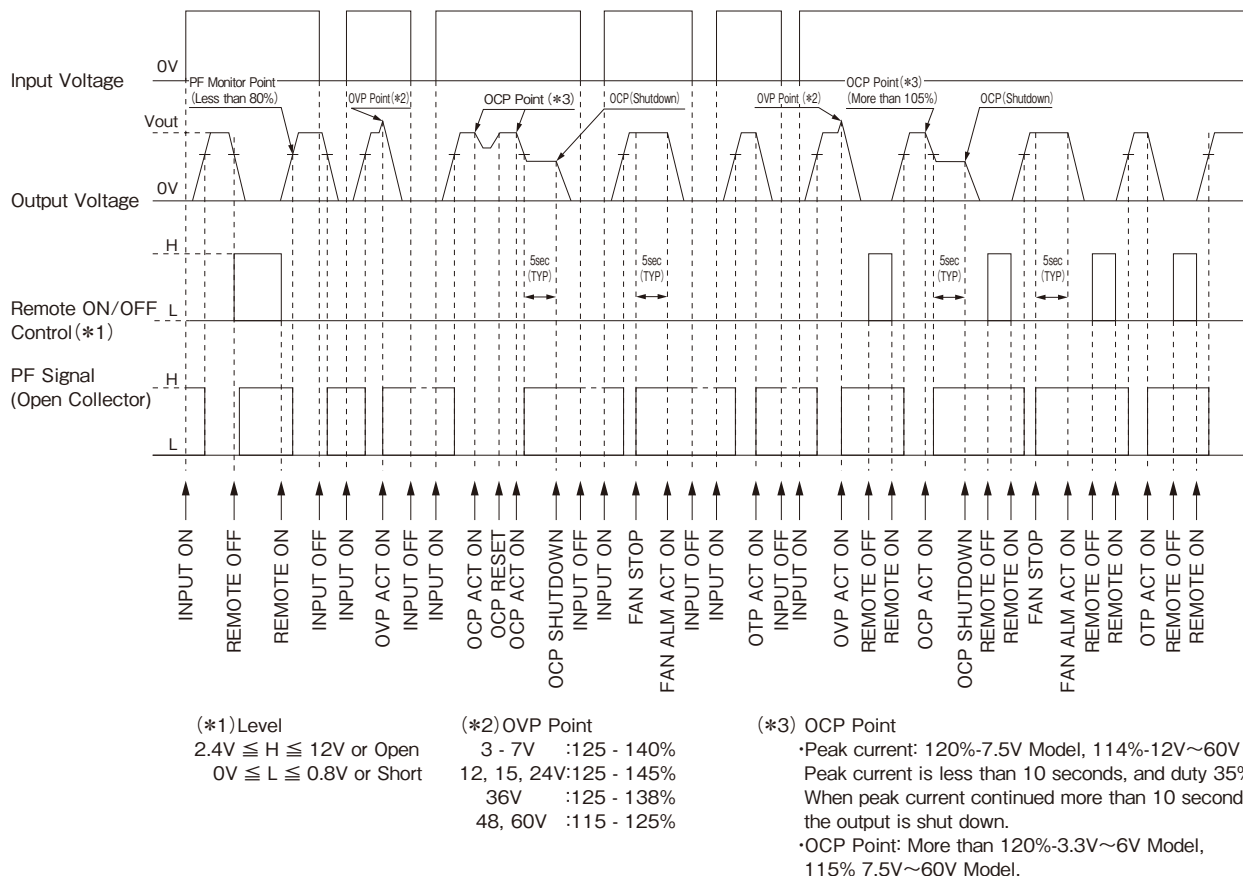 Input Voltage
0V
PF Monitor Point
(Less than 80%)
OVP Point(*2)
OCP Point (*3)
OCP(Shutdown)
OVP Point (*2)
OCP Point(*3)
(More than 105%)
OCP(Shutdown)
Vout
Output Voltage
0V
H
5sec
(TYP)
5sec
(TYP)
5sec
(TYP)
5sec
(TYP)
Remote ON/OFF
Control(*1)
L
PF Signal
(Open Collector)
H
L
INPUT ON
REMOTE OFF
REMOTE ON
INPUT OFF
INPUT ON
OVP ACT ON
INPUT OFF
INPUT ON
OCP ACT ON
OCP RESET
OCP ACT ON
OCP SHUTDOWN
INPUT OFF
INPUT ON
FAN STOP
FAN ALM ACT ON
INPUT OFF
INPUT ON
OTP ACT ON
INPUT OFF
INPUT ON
OVP ACT ON
REMOTE OFF
REMOTE ON
OCP ACT ON
OCP SHUTDOWN
REMOTE OFF
REMOTE ON
FAN STOP
FAN ALM ACT ON
REMOTE OFF
REMOTE ON
OTP ACT ON
REMOTE OFF
REMOTE ON
(*1)Level
2.4V ≦ H ≦ 12V or Open
0V ≦ L ≦ 0.8V or Short
(*2)OVP Point
3 - 7V :125 - 140%
12, 15, 24V:125 - 145%
36V :125 - 138%
48, 60V :115 - 125%
(*3) OCP Point
・Peak current: 120%-7.5V Model, 114%-12V~60V
Peak current is less than 10 seconds, and duty 35%
When peak current continued more than 10 second
the output is shut down.
・OCP Point: More than 120%-3.3V~6V Model,
115% 7.5V~60V Model.